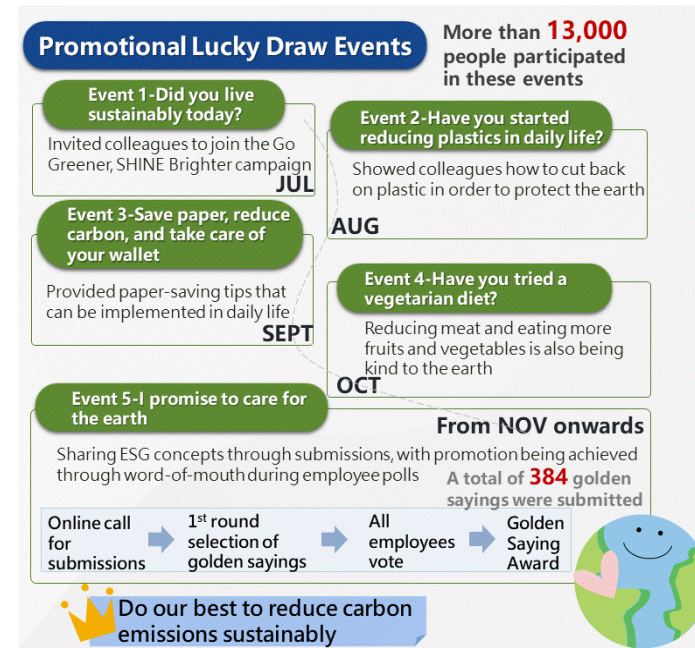 Promotional Lucky Draw Events
More than 13,000
people participated
in these events
Event 1-Did you live
sustainably today?
Invited colleagues to join the Go
Greener, SHINE Brighter campaign
JUL
Event 2-Have you started
reducing plastics in daily life?
Showed colleagues how to cut back
on plastic in order to protect the earth
AUG
Event 3-Save paper, reduce
carbon, and take care of
your wallet
Provided paper-saving tips that
can be implemented in daily life
SEPT
Event 4-Have you tried a
vegetarian diet?
Reducing meat and eating more
fruits and vegetables is also being
kind to the earth
OCT
Event 5-I promise to care for
the earth
From NOV onwards
Sharing ESG concepts through submissions, with promotion being achieved
through word-of-mouth during employee polls
A total of 384 golden
sayings were submitted
Online call
for
submissions
1st round
selection of
golden sayings
All
employees
vote
Golden
Saying
Award
Do our best to reduce carbon
emissions sustainably